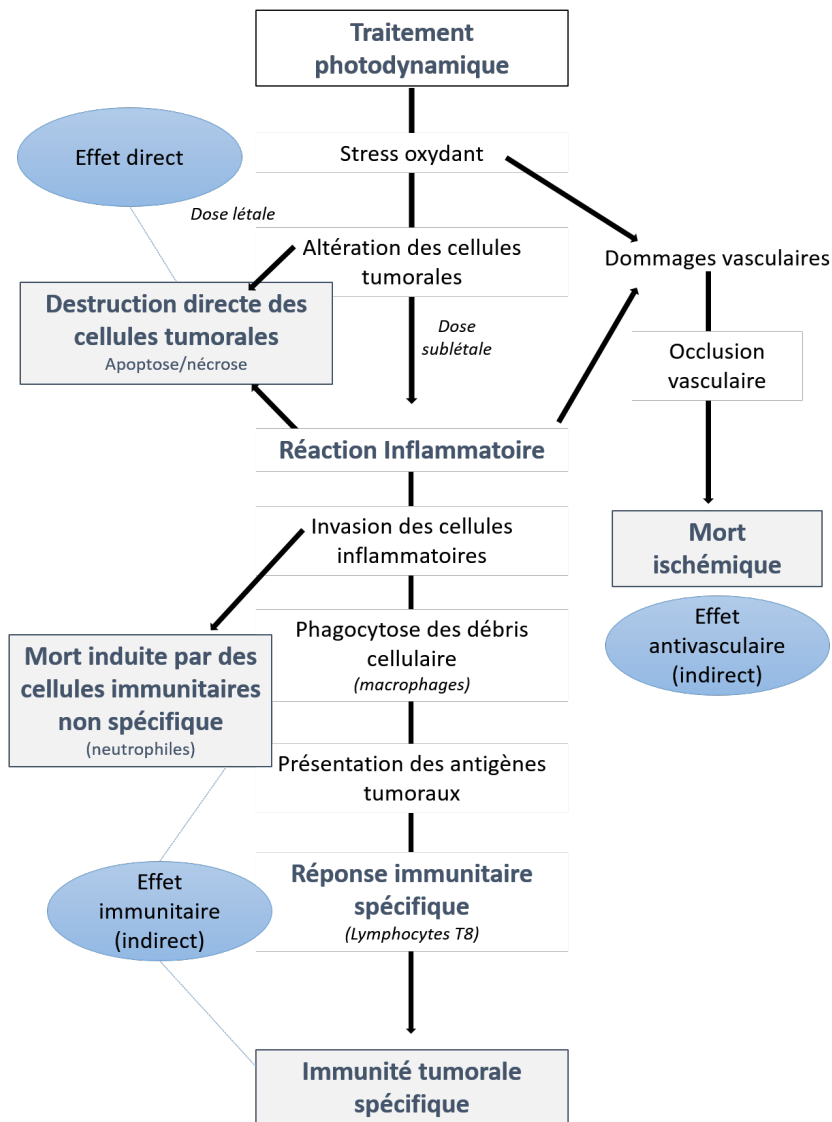 Traitement
photodynamique
Effet direct
Stress oxydant
Dose létale
Altération des cellules
tumorales
Dommages vasculaires
Destruction directe des
cellules tumorales
Apoptose/nécrose
Dose
sublétale
Occlusion
vasculaire
Réaction Inflammatoire
Invasion des cellules
inflammatoires
Mort
ischémique
Effet
antivasculaire
(indirect)
Phagocytose des débris
cellulaire
(macrophages)
Mort induite par des
cellules immunitaires
non spécifique
(neutrophiles)
Présentation des antigènes
tumoraux
Effet
immunitaire
(indirect)
Réponse immunitaire
spécifique
(Lymphocytes T8)
Immunité tumorale
spécifique